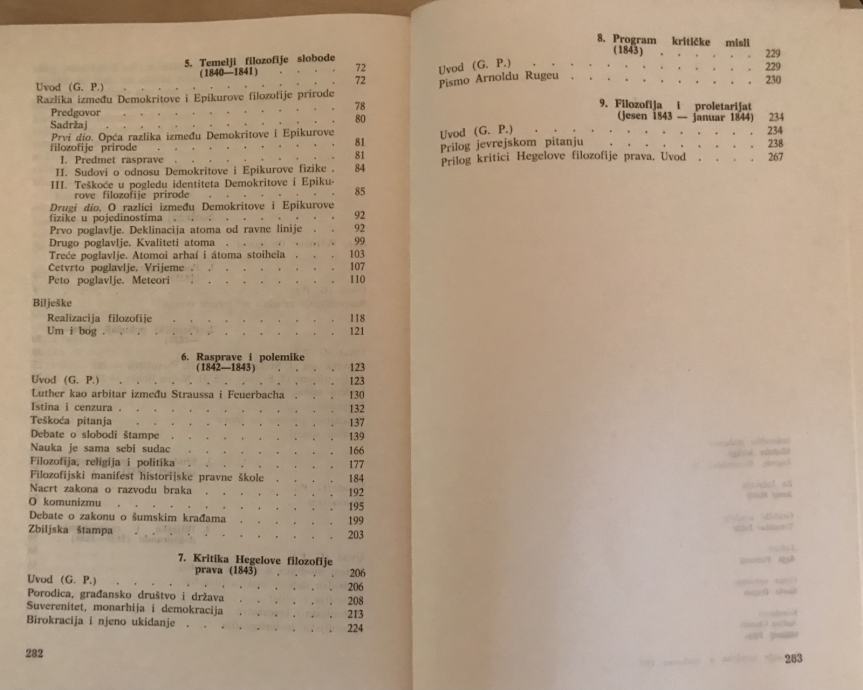 5. Temelji filozofije slobode
(1840—1841) . . . . 72
Uvod (G. P.) . . . . . . . . . . 72
Razlika između Demokritove i Epikurove filozofije prirode
Predgovor . . . . . . . . . . 78
Sadržaj . . . . . . . . . . 80
Prvi dio. Opća razlika između Demokritove i Epikurove
filozofije prirode . . . . . . . . 81
I. Predmet rasprave . . . . . . . 81
II. Sudovi o odnosu Demokritove i Epikurove fizike . 84
III. Teškoće u pogledu identiteta Demokritove i Epiku-
rove filozofije prirode . . . . . . 85
Drugi dio. O razlici između Demokritove i Epikurove
fizike u pojedinostima . . . . . . . 92
Prvo poglavlje. Deklinacija atoma od ravne linije . . 92
Drugo poglavlje. Kvaliteti atoma . . . . . 99
Treće poglavlje. Atomoi arhai i átoma stoiheia . . . 103
Četvrto poglavlje. Vrijeme . . . . . . 107
Peto poglavlje. Meteori . . . . . . . 110
Bilješke
Realizacija filozofije . . . . . . . 118
Um i bog . . . . . . . . . . 121
6. Rasprave i polemike
(1842—1843) . . . . 123
Uvod (G. P.) . . . . . . . . . . 123
Luther kao arbitar između Straussa i Feuerbacha . . . 130
Istina i cenzura . . . . . . . . . 132
Teškoća pitanja . . . . . . . . . 137
Debate o slobodi štampe . . . . . . . 139
Nauka je sama sebi sudac . . . . . . . 166
Filozofija, religija i politika . . . . . . . 177
Filozofijski manifest historijske pravne škole . . . . 184
Nacrt zakona o razvodu braka . . . . . . 192
O komunizmu . . . . . . . . . 195
Debate o zakonu o šumskim krađama . . . . . 199
Zbiljska štampa . . . . . . . . . 203
7. Kritika Hegelove filozofije
prava (1843) . . . . 206
Uvod (G. P.) . . . . . . . . . . 206
Porodica, građansko društvo i država . . . . . 208
Suverenitet, monarhija i demokracija . . . . . 213
Birokracija i njeno ukidanje . . . . . . . 224
282
8. Program kritičke misli
(1843) . . . . . . 229
Uvod (G. P.) . . . . . . . . . . 229
Pismo Arnoldu Rugeu . . . . . . . . 230
9. Filozofija i proletarijat
(jesen 1843 — januar 1844) 234
Uvod (G. P.) . . . . . . . . . . 234
Prilog jevrejskom pitanju . . . . . . . 238
Prilog kritici Hegelove filozofije prava. Uvod . . . . 267
283